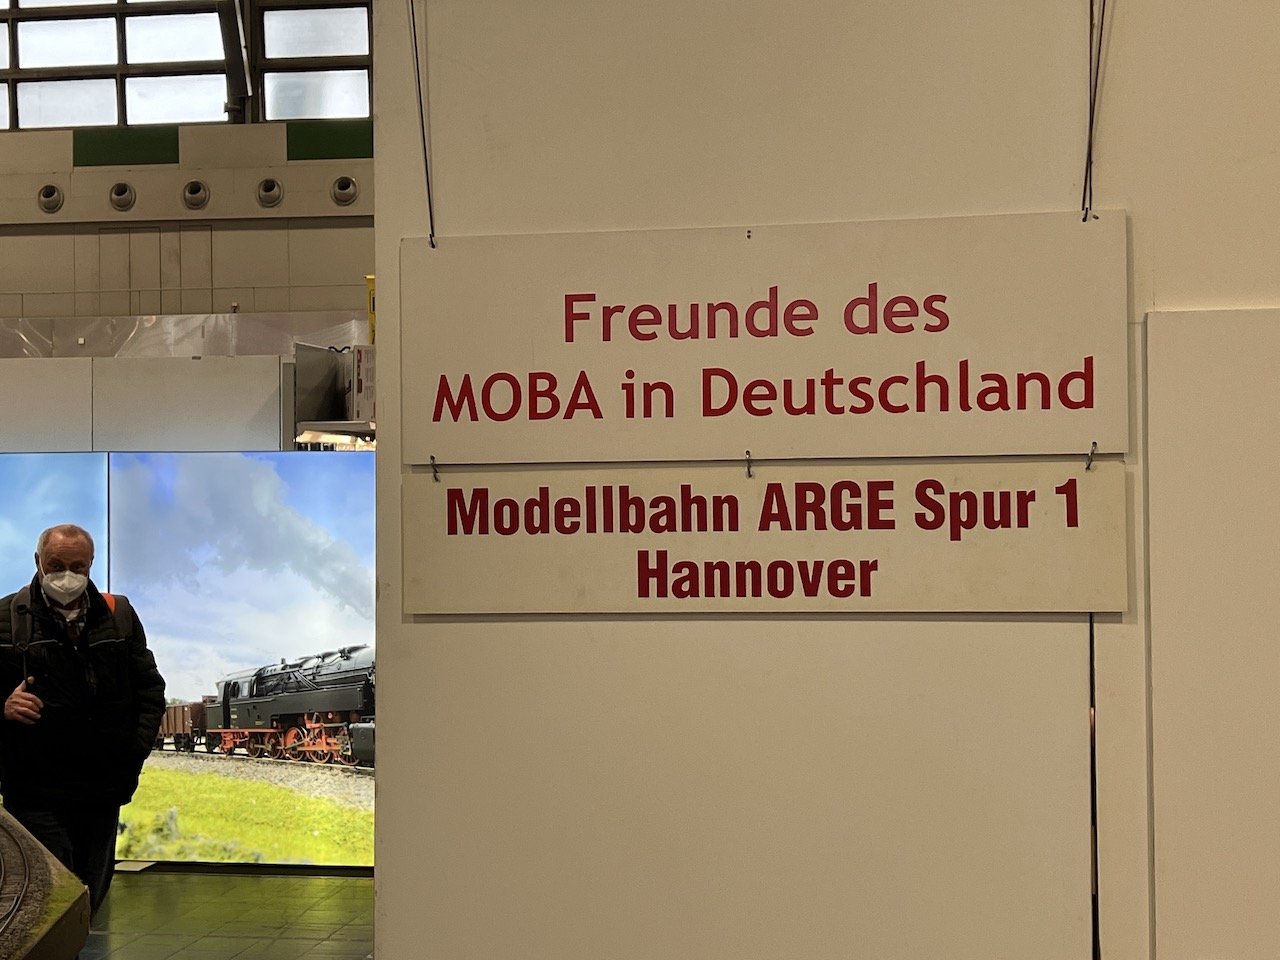 Freunde des
MOBA in Deutschland
Modellbahn ARGE Spur 1
Hannover